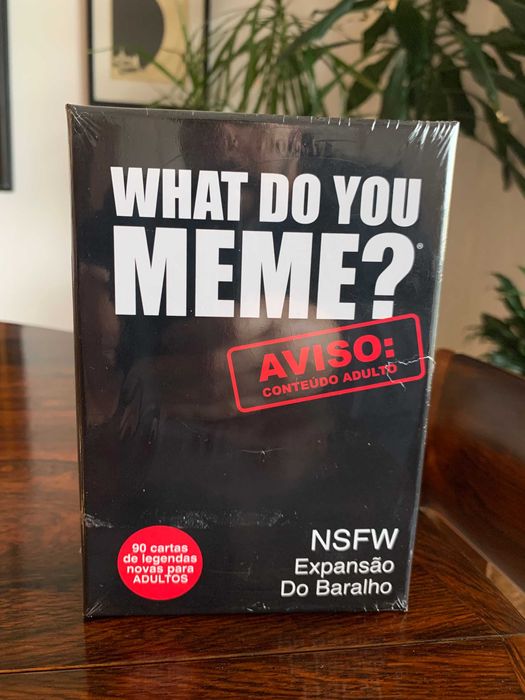 WHAT DO YOU
MEME?®
AVISO:
CONTEÚDO ADULTO
90 cartas
de legendas
novas para
ADULTOS
NSFW
Expansão
Do Baralho